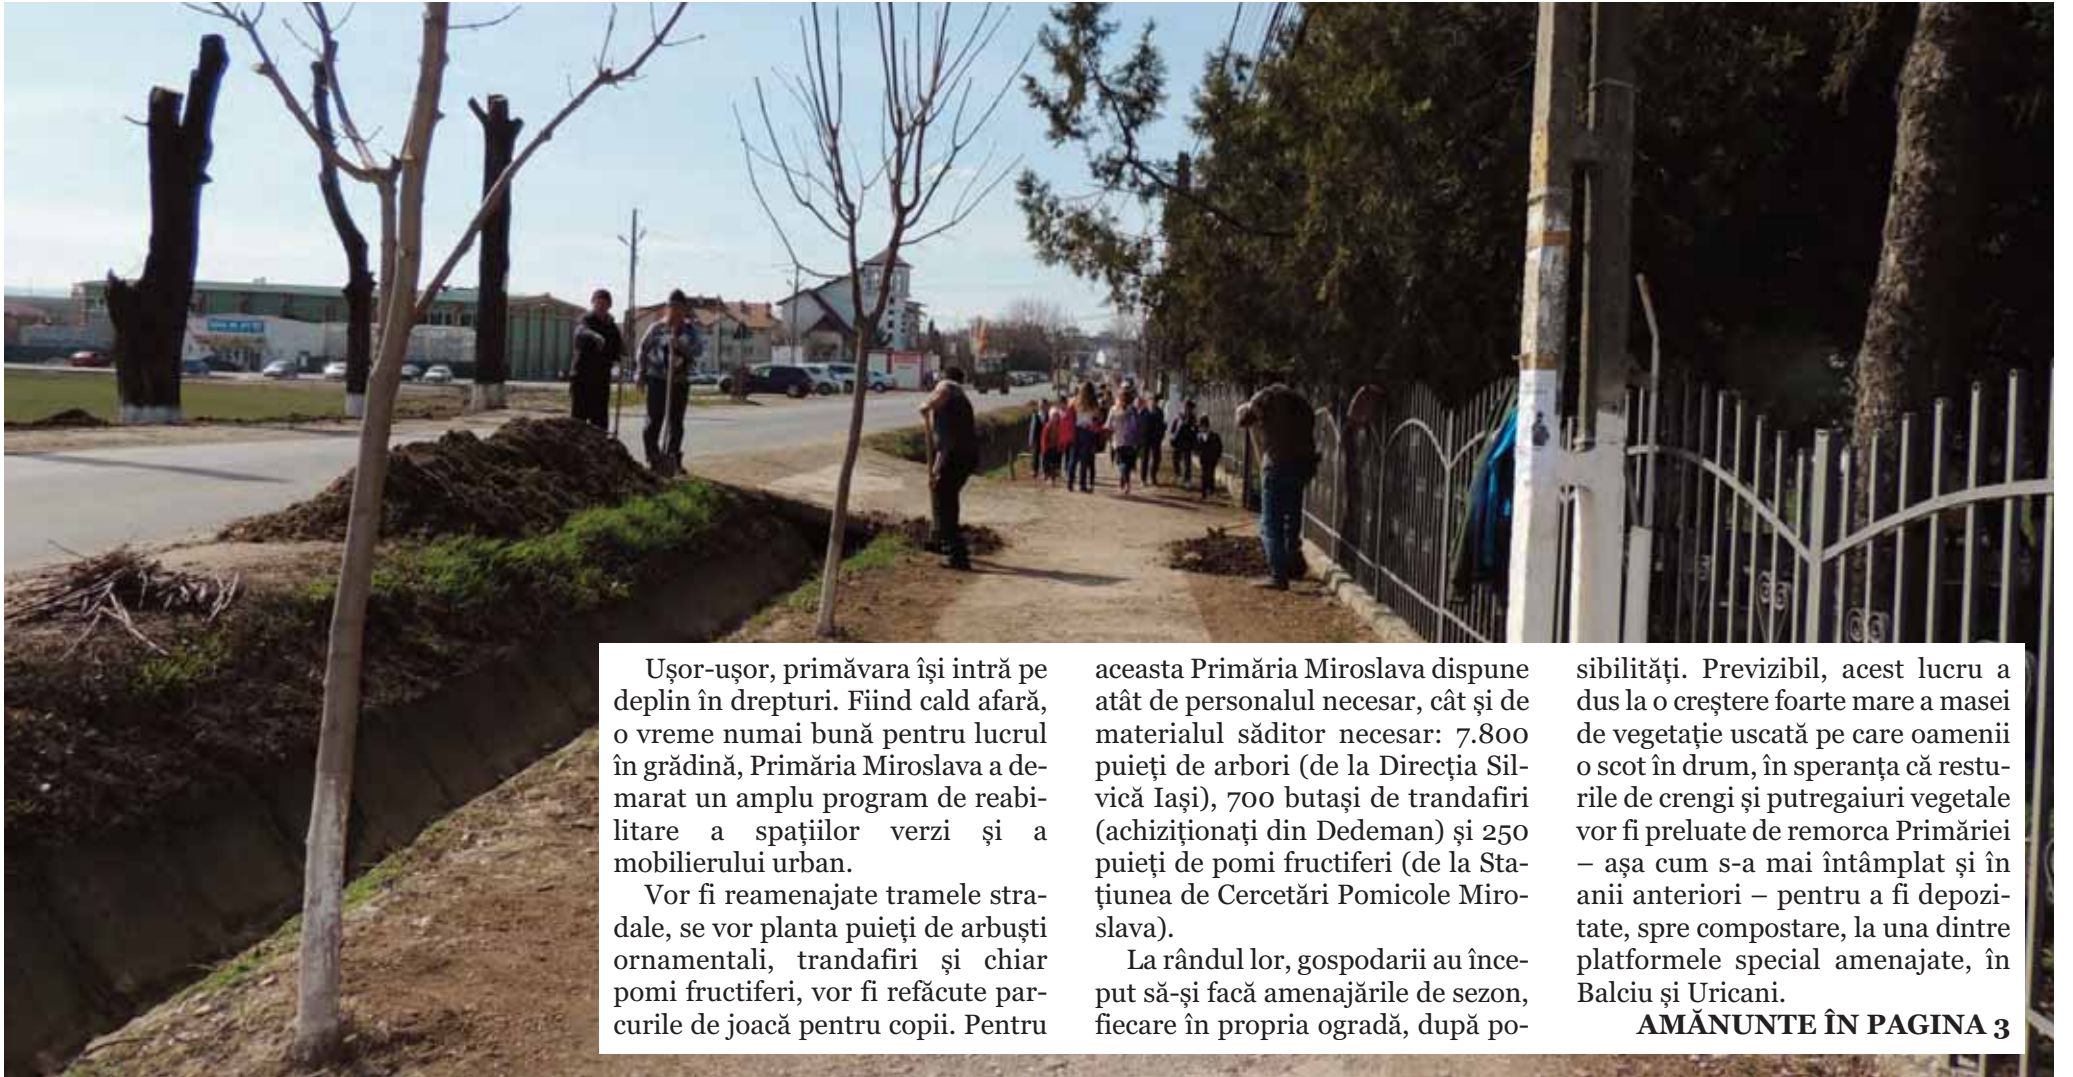 Ușor-ușor, primăvara își intră pe
deplin în drepturi. Fiind cald afară,
o vreme numai bună pentru lucrul
în grădină, Primăria Miroslava a de-
marat un amplu program de reabi-
litare a spațiilor verzi și a
mobilierului urban.
Vor fi reamenajate tramele stra-
dale, se vor planta puieți de arbuști
ornamentali, trandafiri și chiar
pomi fructiferi, vor fi refăcute par-
curile de joacă pentru copii. Pentru
aceasta Primăria Miroslava dispune
atât de personalul necesar, cât și de
materialul săditor necesar: 7.800
puieți de arbori (de la Direcția Sil-
vică Iași), 700 butași de trandafiri
(achiziționați din Dedeman) și 250
puieți de pomi fructiferi (de la Sta-
țiunea de Cercetări Pomicole Miro-
slava).
La rândul lor, gospodarii au înce-
put să-și facă amenajările de sezon,
fiecare în propria ogradă, după po-
sibilități. Previzibil, acest lucru a
dus la o creștere foarte mare a masei
de vegetație uscată pe care oamenii
o scot în drum, în speranța că restu-
rile de crengi și putregaiuri vegetale
vor fi preluate de remorca Primăriei
– așa cum s-a mai întâmplat și în
anii anteriori – pentru a fi depozi-
tate, spre compostare, la una dintre
platformele special amenajate, în
Balciu și Uricani.
AMĂNUNTE ÎN PAGINA 3